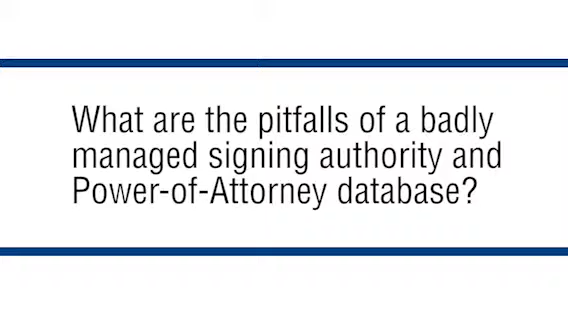 What are the pitfalls of a badly
managed signing authority and
Power-of-Attorney database?